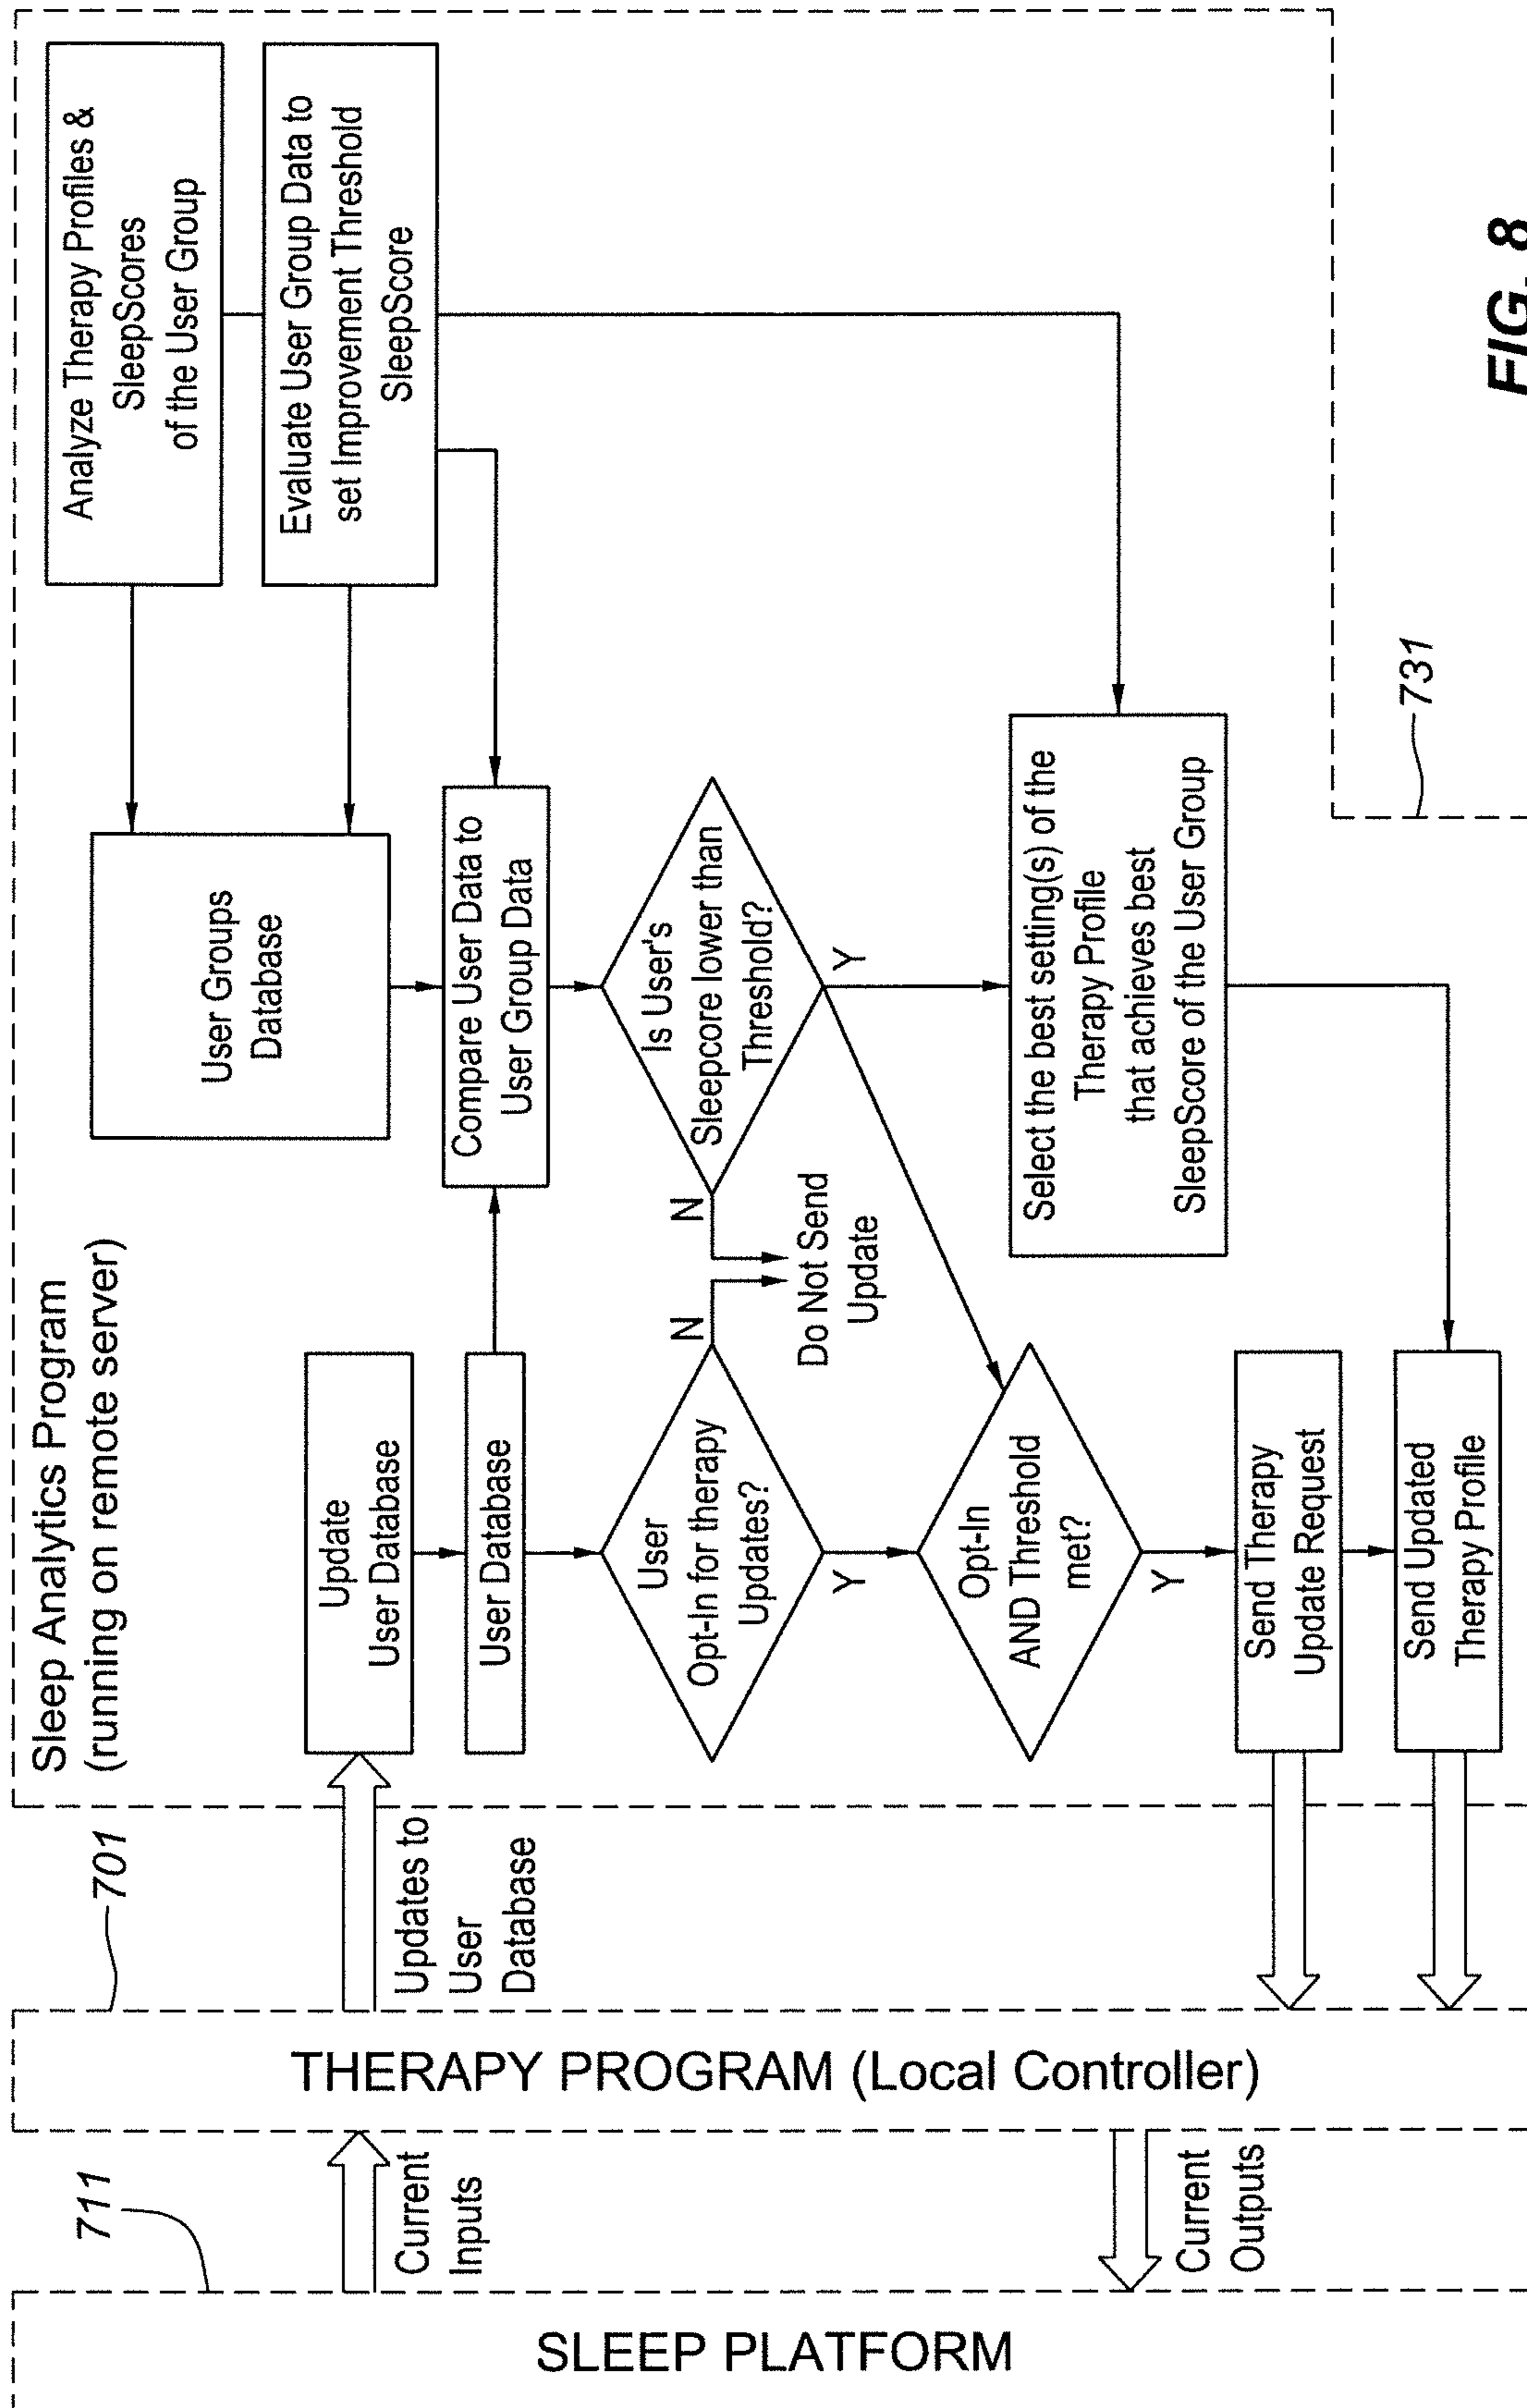 711
701
Sleep Analytics Program
(running on remote server)
SLEEP PLATFORM
Current
Inputs
Current
Outputs
THERAPY PROGRAM (Local Controller)
Updates to
User
Database
Update
User Database
User Database
User
Opt-In for therapy
Updates?
N
Y
Opt-In
AND Threshold
met?
Y
Send Therapy
Update Request
Send Updated
Therapy Profile
User Groups
Database
Compare User Data to
User Group Data
Is User's
Sleepcore lower than
Threshold?
N
Y
Do Not Send
Update
Select the best setting(s) of the
Therapy Profile
that achieves best
SleepScore of the User Group
Analyze Therapy Profiles &
SleepScores
of the User Group
Evaluate User Group Data to
set Improvement Threshold
SleepScore
731
FIG. 8